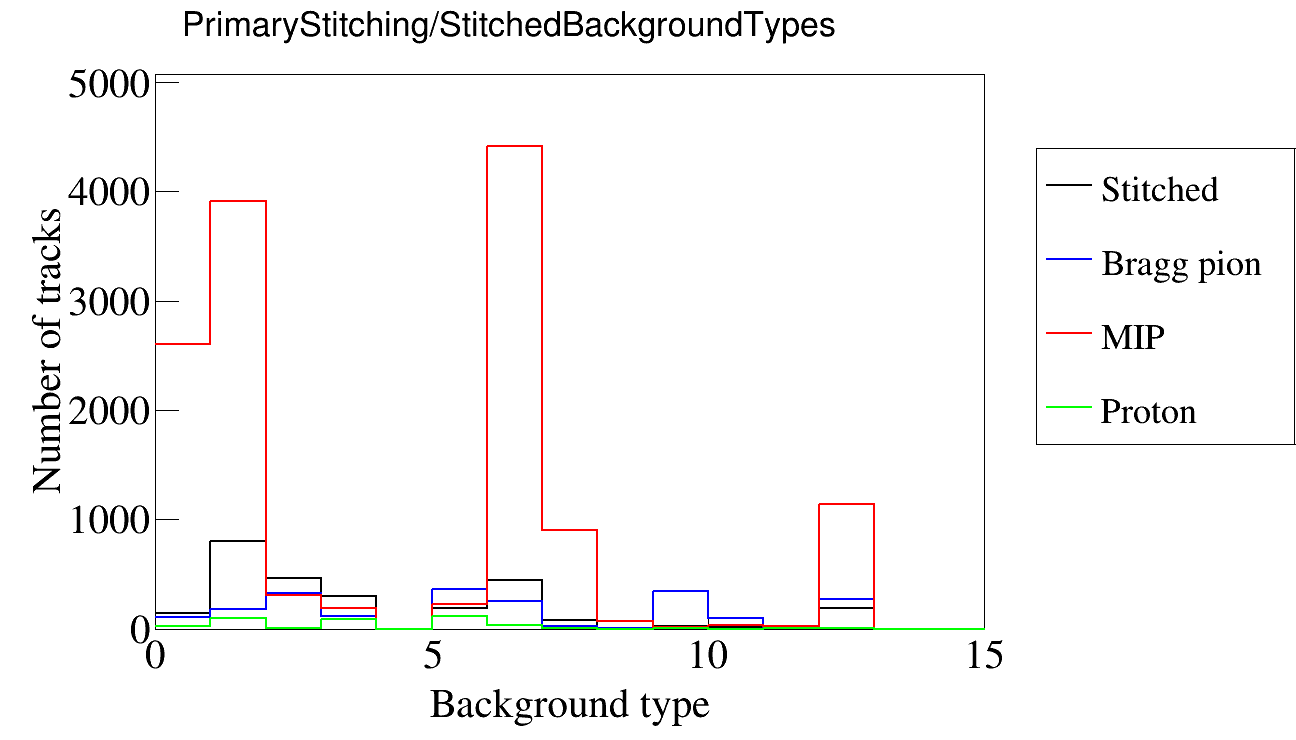 PrimaryStitching/StitchedBackgroundTypes
5000
4000
3000
2000
1000
0
Number of tracks
0 5 10 15
Background type
Stitched
Bragg pion
MIP
Proton